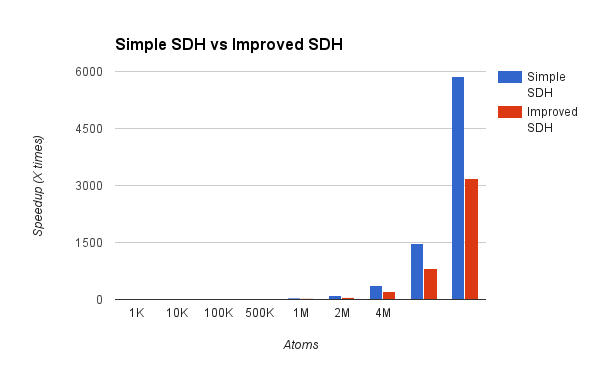 Simple SDH vs Improved SDH
6000
4500
3000
1500
0
Speedup (X times)
1K 10K 100K 500K 1M 2M 4M
Atoms
Simple
SDH
Improved
SDH